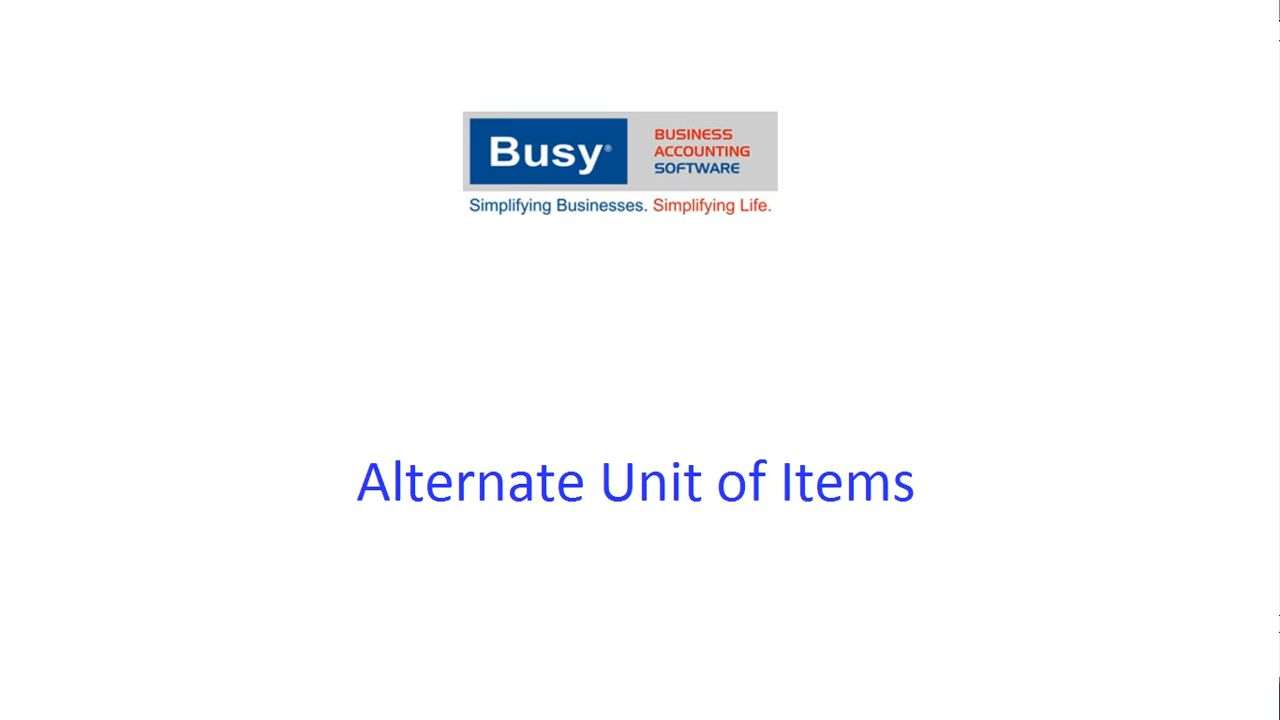 Busy®
BUSINESS
ACCOUNTING
SOFTWARE
Simplifying Businesses. Simplifying Life.
Alternate Unit of Items